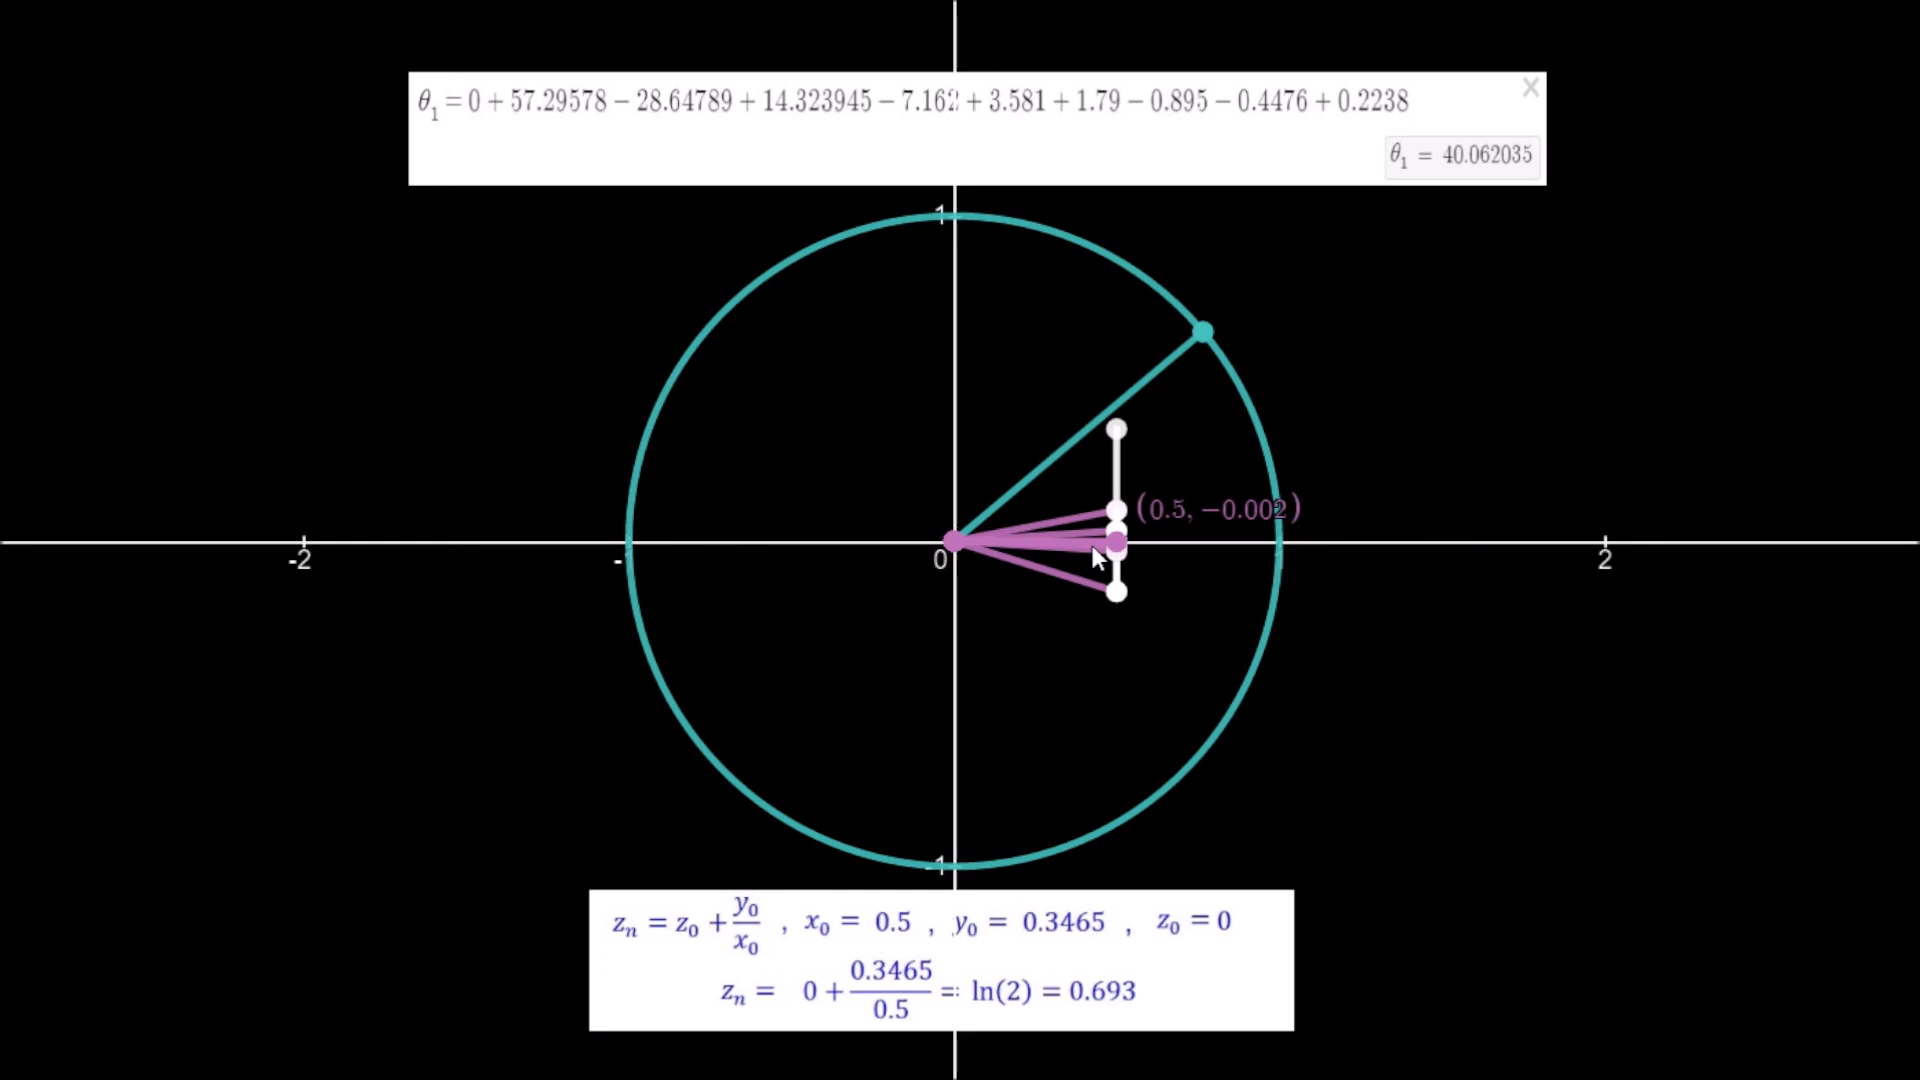 θ₁ = 0 + 57.29578 − 28.64789 + 14.323945 − 7.162 + 3.581 + 1.79 − 0.895 − 0.4476 + 0.2238
θ₁ = 40.062035
1
(0.5, −0.002)
-2 - 0 2
-1
zₙ = z₀ + y₀/x₀ , x₀ = 0.5 , y₀ = 0.3465 , z₀ = 0
zₙ = 0 + 0.3465/0.5 = ln(2) = 0.693